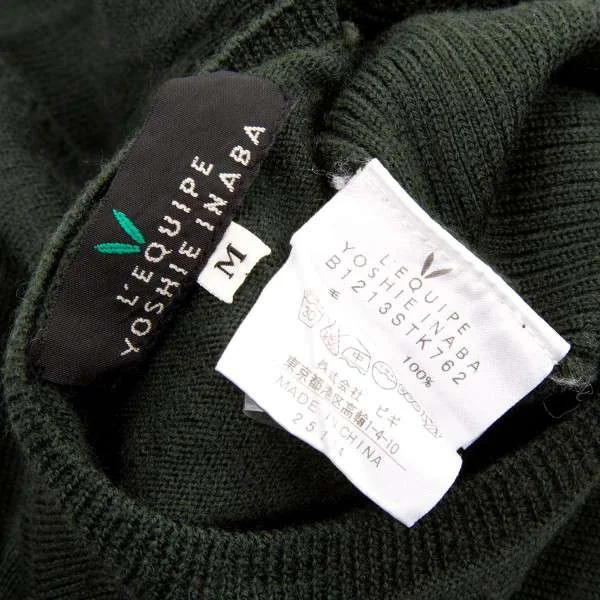 L'EQUIPE
YOSHIE INABA
M
L'EQUIPE
YOSHIE INABA
B1213STK762
毛 100%
30
株式会社 ビギ
東京都港区高輪1-4-10
MADE IN CHINA